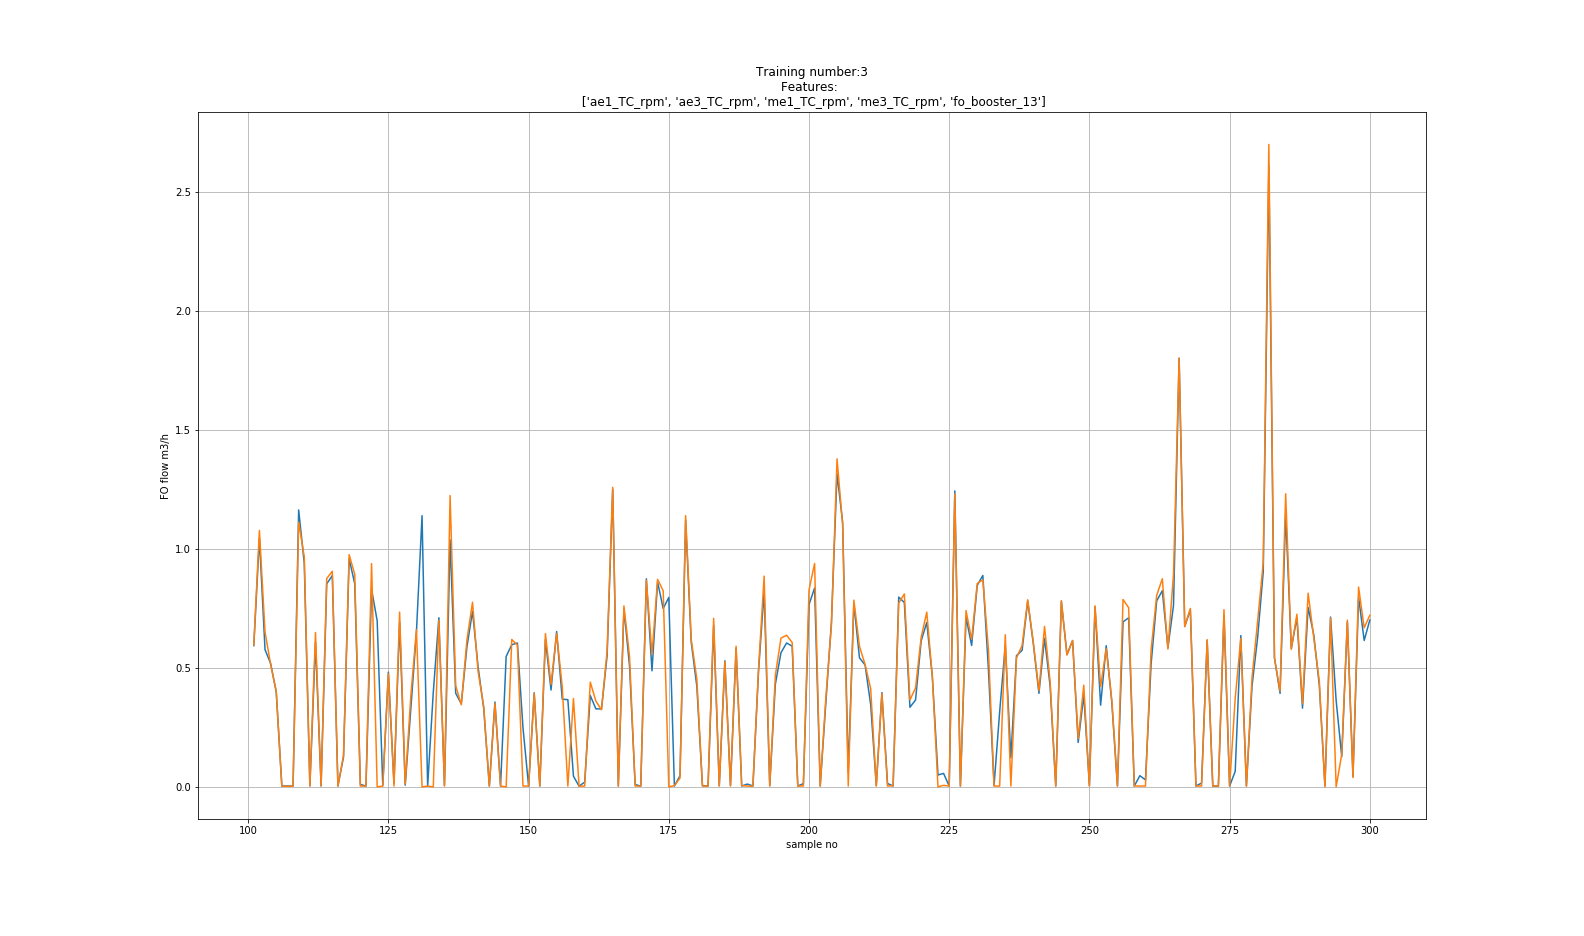 Training number:3
Features:
['ae1_TC_rpm', 'ae3_TC_rpm', 'me1_TC_rpm', 'me3_TC_rpm', 'fo_booster_13']
2.5
2.0
1.5
1.0
0.5
0.0
FO flow m3/h
100 125 150 175 200 225 250 275 300
sample no